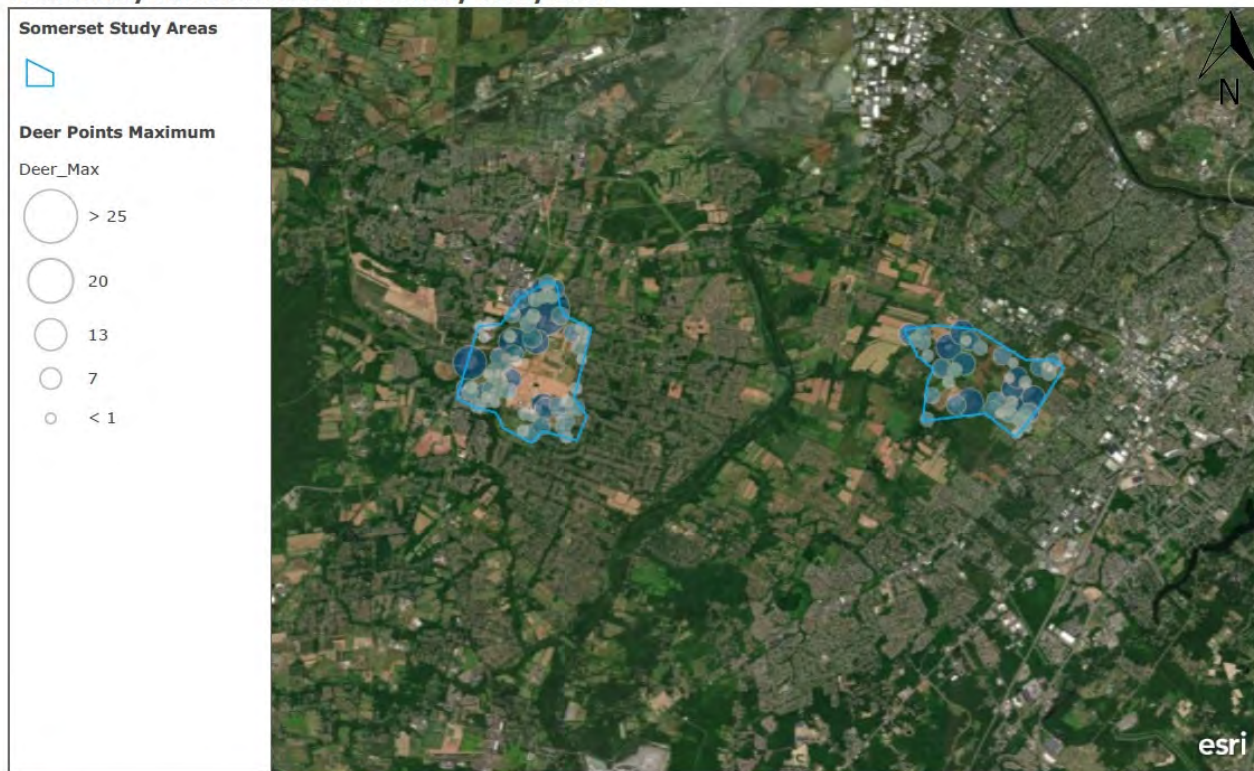 Somerset Study Areas
Deer Points Maximum
Deer_Max
> 25
20
13
7
< 1
N
esri